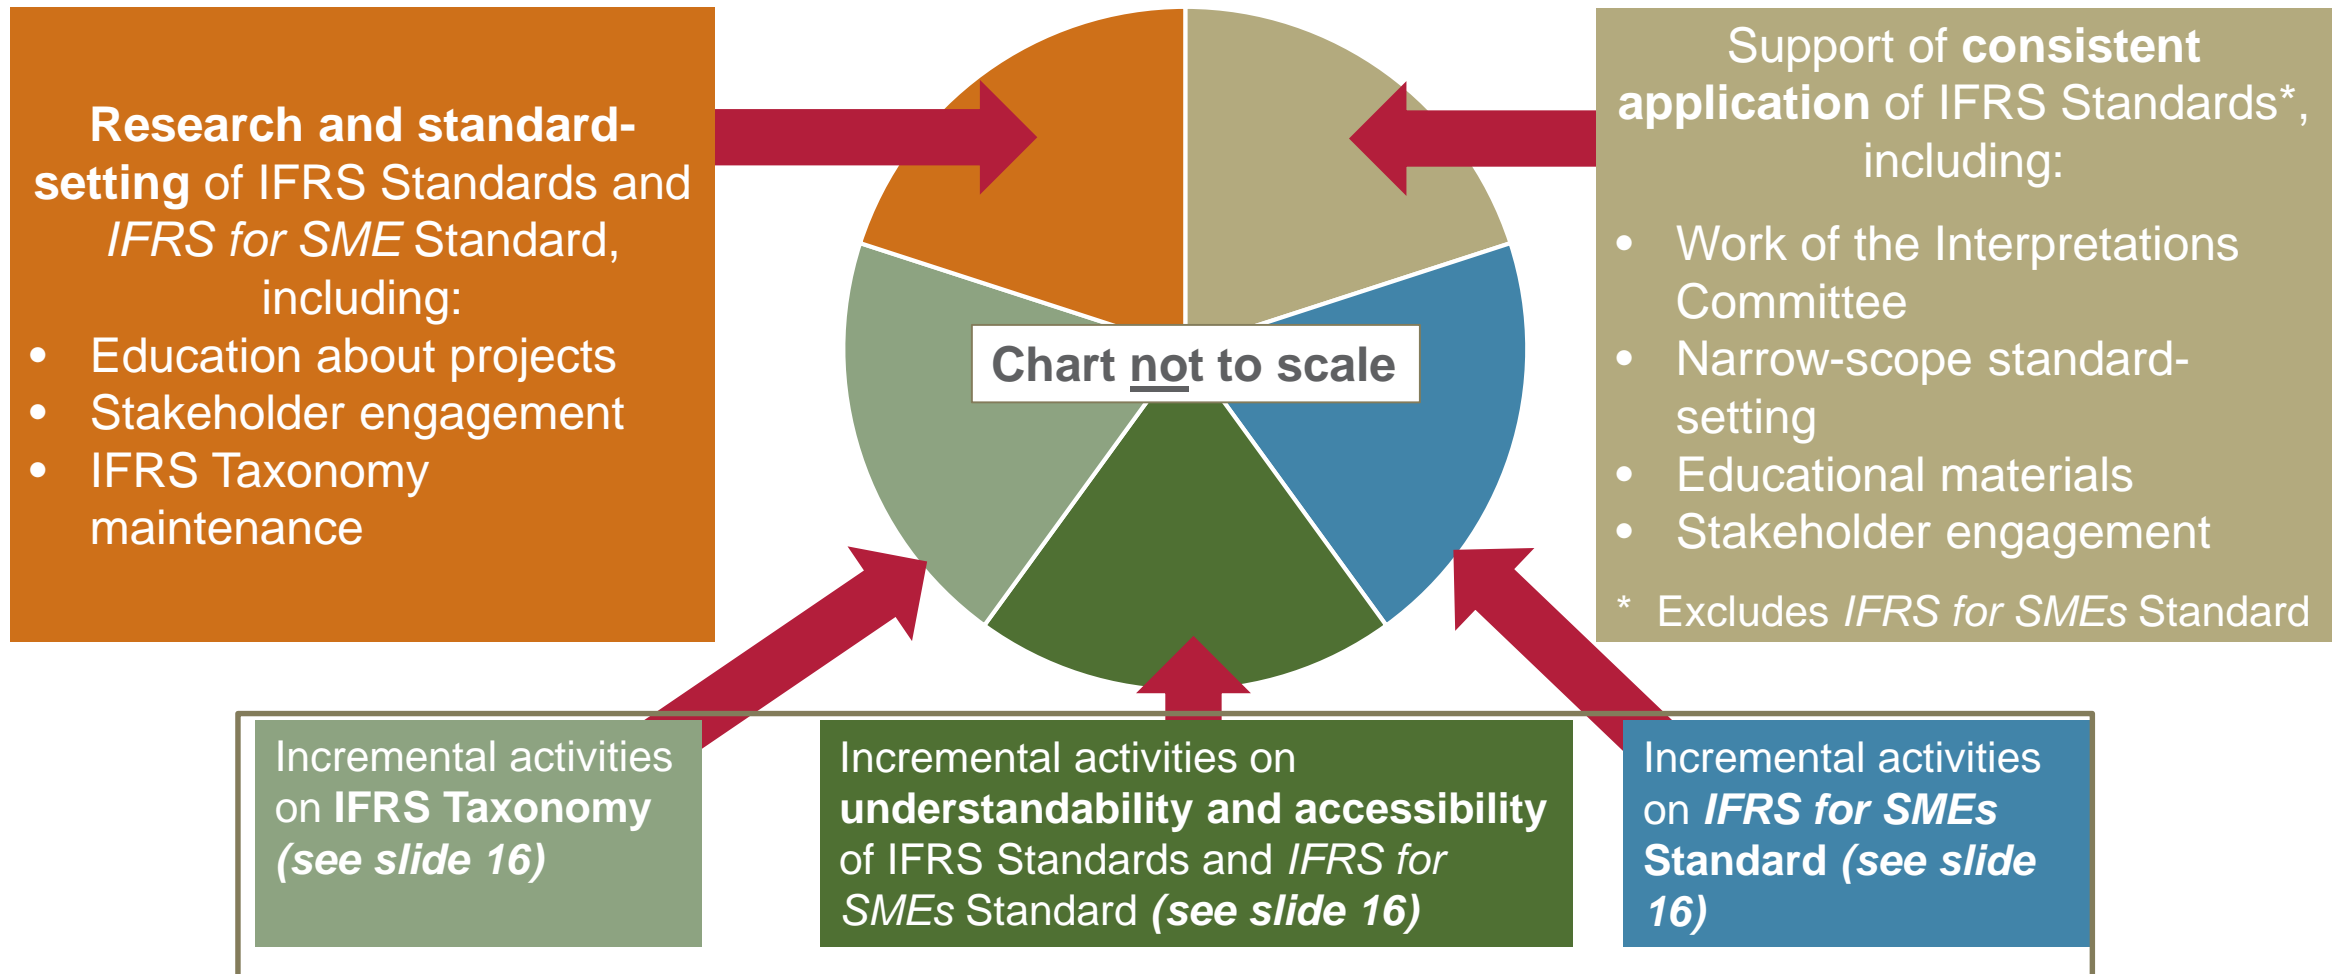 Research and standard-
setting of IFRS Standards and
IFRS for SME Standard,
including:
• Education about projects
• Stakeholder engagement
• IFRS Taxonomy
maintenance
Chart not to scale
Support of consistent
application of IFRS Standards*,
including:
• Work of the Interpretations
Committee
• Narrow-scope standard-
setting
• Educational materials
• Stakeholder engagement
* Excludes IFRS for SMEs Standard
Incremental activities
on IFRS Taxonomy
(see slide 16)
Incremental activities on
understandability and accessibility
of IFRS Standards and IFRS for
SMEs Standard (see slide 16)
Incremental activities
on IFRS for SMEs
Standard (see slide
16)